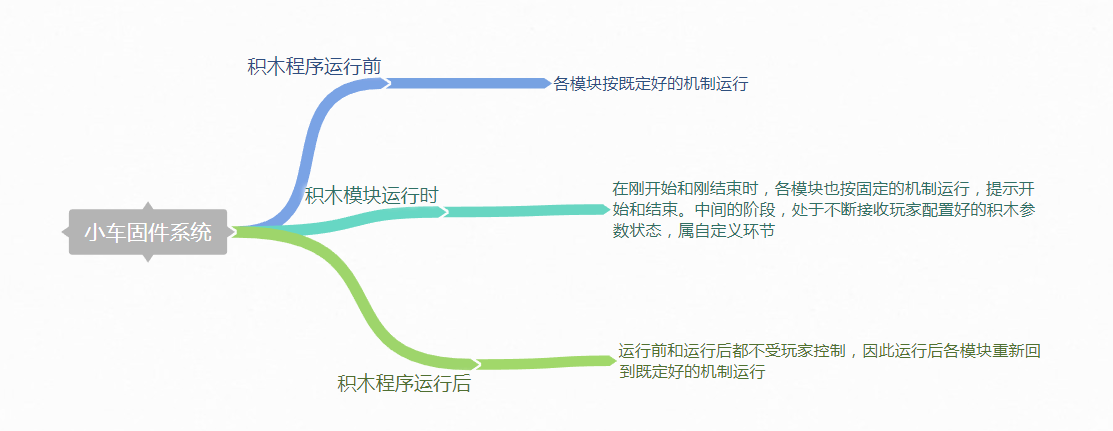 积木程序运行前
各模块按既定好的机制运行
积木模块运行时
在刚开始和刚结束时，各模块也按固定的机制运行，提示开
始和结束。中间的阶段，处于不断接收玩家配置好的积木参
数状态，属自定义环节
小车固件系统
运行前和运行后都不受玩家控制，因此运行后各模块重新回
到既定好的机制运行
积木程序运行后